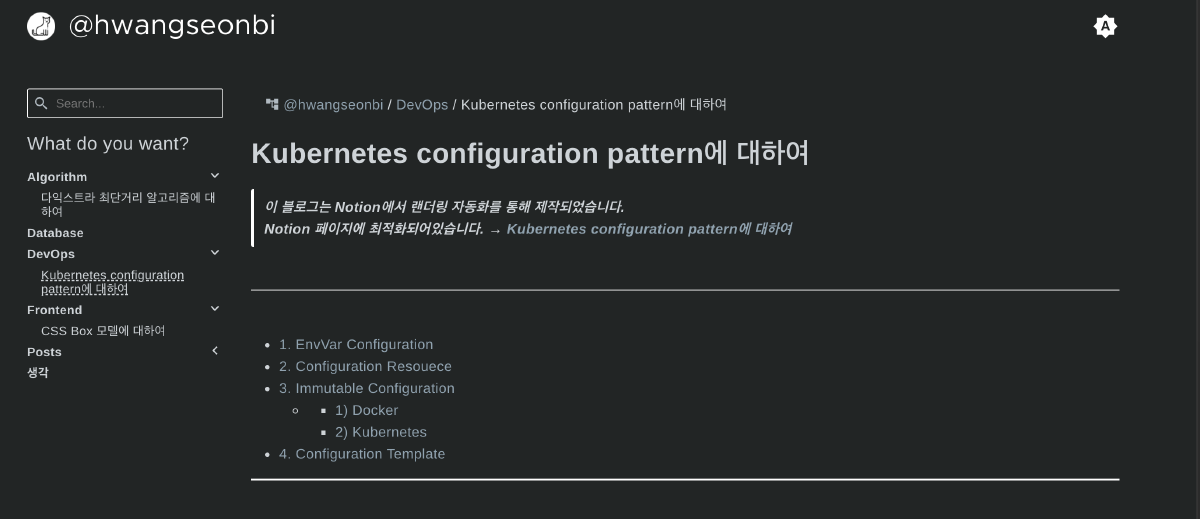 @hwangseonbi
A
Search...
What do you want?
Algorithm
다익스트라 최단거리 알고리즘에 대
하여
Database
DevOps
Kubernetes configuration
pattern에 대하여
Frontend
CSS Box 모델에 대하여
Posts
생각
@hwangseonbi / DevOps / Kubernetes configuration pattern에 대하여
Kubernetes configuration pattern에 대하여
이 블로그는 Notion에서 랜더링 자동화를 통해 제작되었습니다.
Notion 페이지에 최적화되어있습니다. → Kubernetes configuration pattern에 대하여
1. EnvVar Configuration
2. Configuration Resouece
3. Immutable Configuration
1) Docker
2) Kubernetes
4. Configuration Template